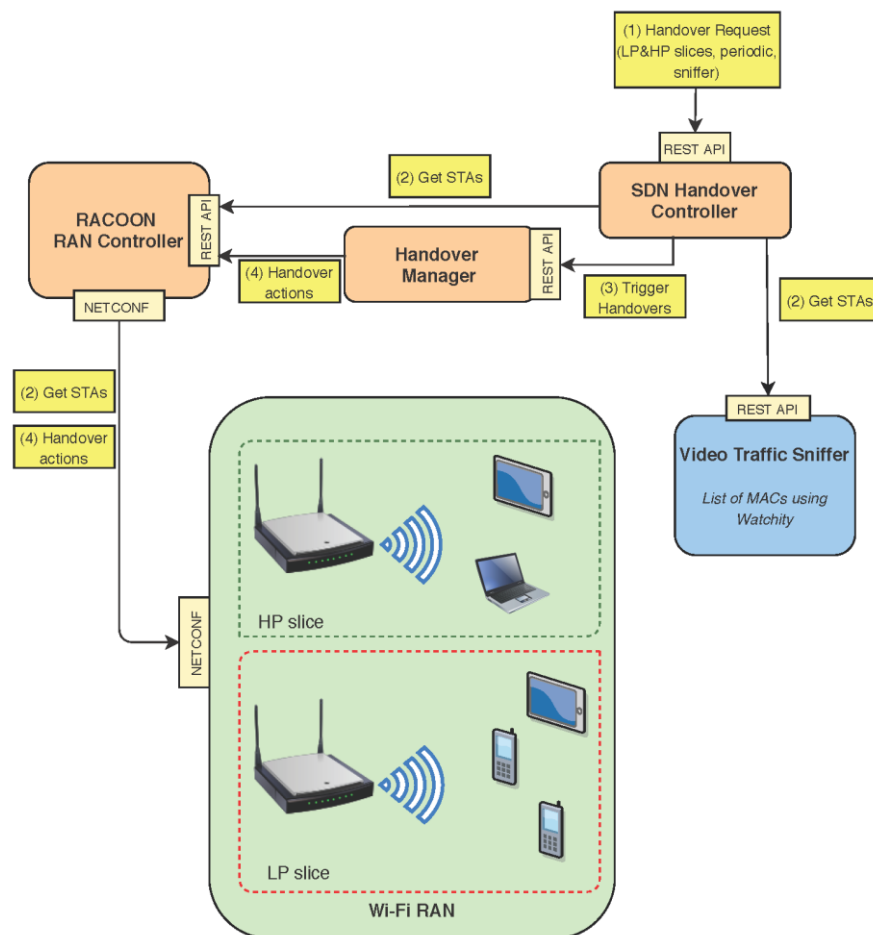 (1) Handover Request
(LP&HP slices, periodic,
sniffer)
REST API
SDN Handover
Controller
(2) Get STAs
RACOON
RAN Controller
REST API
NETCONF
Handover
Manager
REST API
(4) Handover
actions
(3) Trigger
Handovers
(2) Get STAs
(2) Get STAs
(4) Handover
actions
REST API
Video Traffic Sniffer
List of MACs using
Watchity
NETCONF
HP slice
LP slice
Wi-Fi RAN